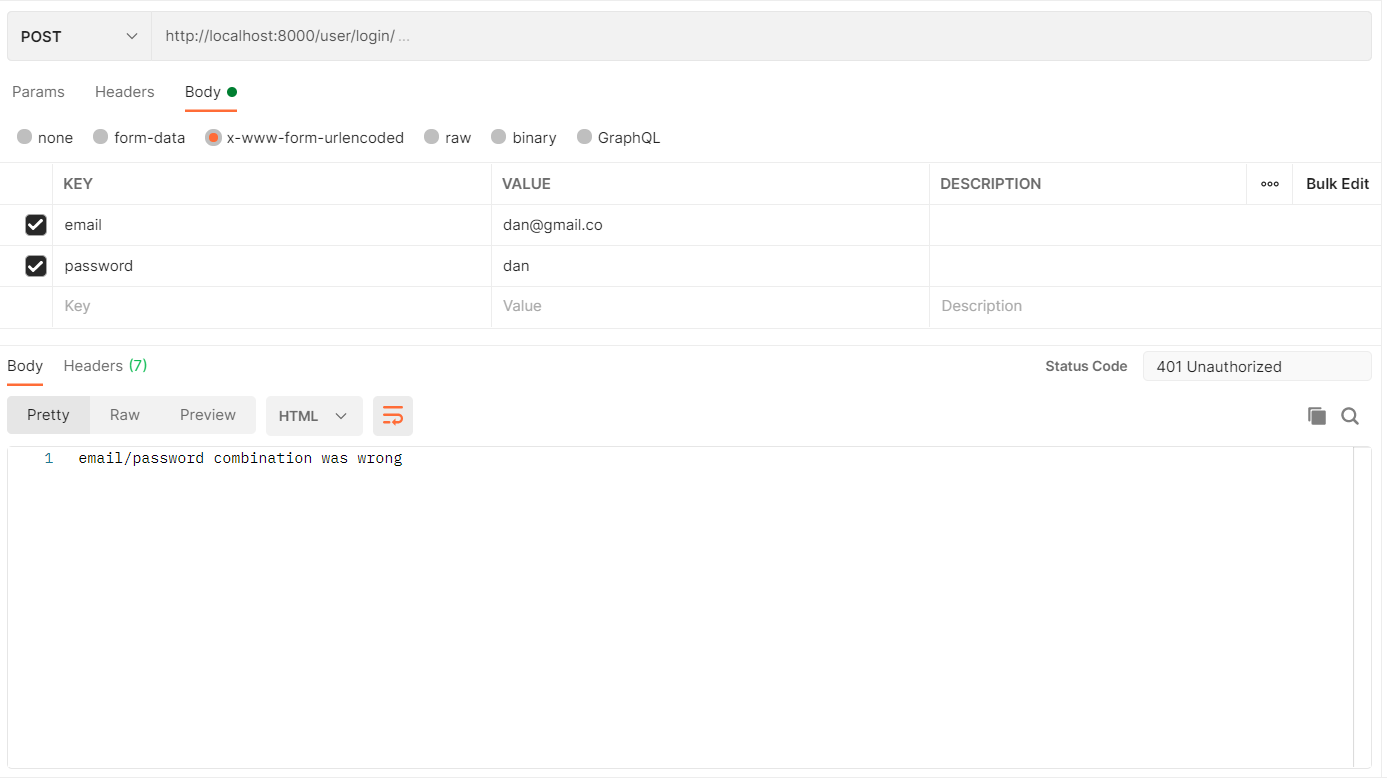 POST http://localhost:8000/user/login/ ...
Params Headers Body
none form-data x-www-form-urlencoded raw binary GraphQL
KEY VALUE DESCRIPTION ooo Bulk Edit
email dan@gmail.co
password dan
Key Value Description
Body Headers (7) Status Code 401 Unauthorized
Pretty Raw Preview HTML
1 email/password combination was wrong